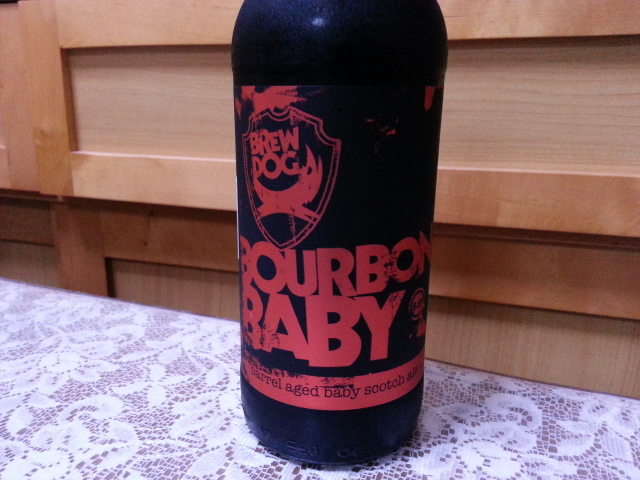 BREW
DOG
BOURBON
BABY
barrel aged baby scotch ale